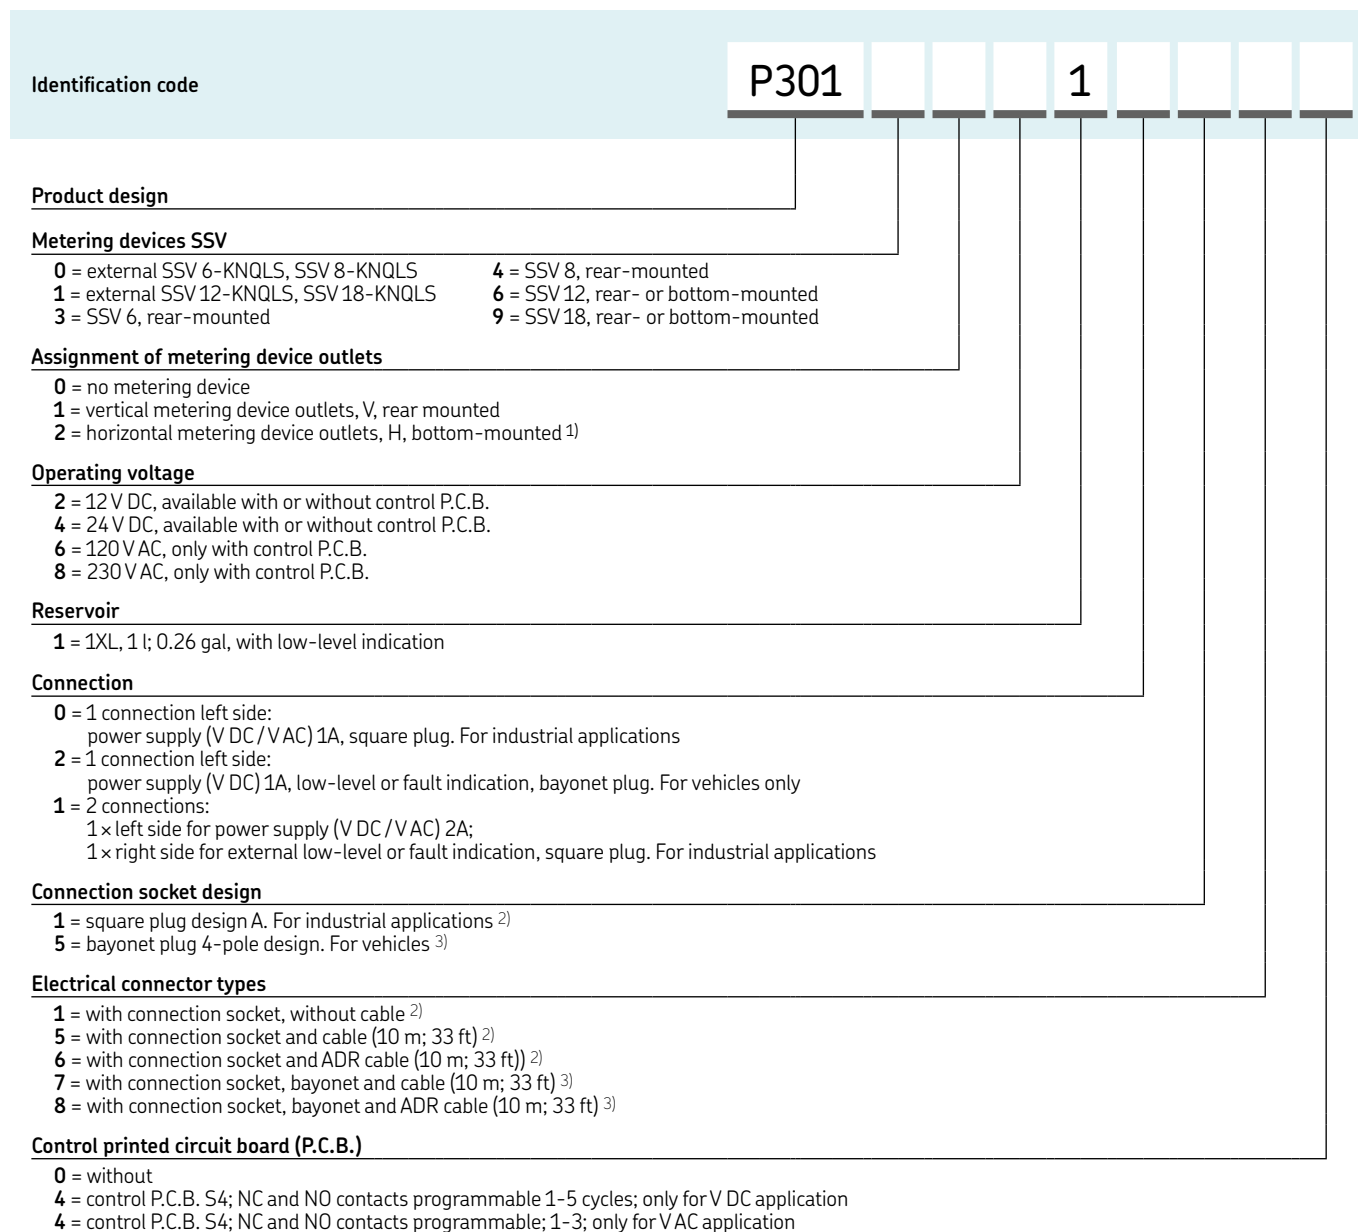 Identification code
P301 1
Product design
Metering devices SSV
0 = external SSV 6-KNQLS, SSV 8-KNQLS
1 = external SSV 12-KNQLS, SSV 18-KNQLS
3 = SSV 6, rear-mounted
4 = SSV 8, rear-mounted
6 = SSV 12, rear- or bottom-mounted
9 = SSV 18, rear- or bottom-mounted
Assignment of metering device outlets
0 = no metering device
1 = vertical metering device outlets, V, rear mounted
2 = horizontal metering device outlets, H, bottom-mounted 1)
Operating voltage
2 = 12 V DC, available with or without control P.C.B.
4 = 24 V DC, available with or without control P.C.B.
6 = 120 V AC, only with control P.C.B.
8 = 230 V AC, only with control P.C.B.
Reservoir
1 = 1XL, 1 l; 0.26 gal, with low-level indication
Connection
0 = 1 connection left side:
power supply (V DC / V AC) 1A, square plug. For industrial applications
2 = 1 connection left side:
power supply (V DC) 1A, low-level or fault indication, bayonet plug. For vehicles only
1 = 2 connections:
1 × left side for power supply (V DC / V AC) 2A;
1 × right side for external low-level or fault indication, square plug. For industrial applications
Connection socket design
1 = square plug design A. For industrial applications 2)
5 = bayonet plug 4-pole design. For vehicles 3)
Electrical connector types
1 = with connection socket, without cable 2)
5 = with connection socket and cable (10 m; 33 ft) 2)
6 = with connection socket and ADR cable (10 m; 33 ft)) 2)
7 = with connection socket, bayonet and cable (10 m; 33 ft) 3)
8 = with connection socket, bayonet and ADR cable (10 m; 33 ft) 3)
Control printed circuit board (P.C.B.)
0 = without
4 = control P.C.B. S4; NC and NO contacts programmable 1-5 cycles; only for V DC application
4 = control P.C.B. S4; NC and NO contacts programmable; 1-3; only for V AC application